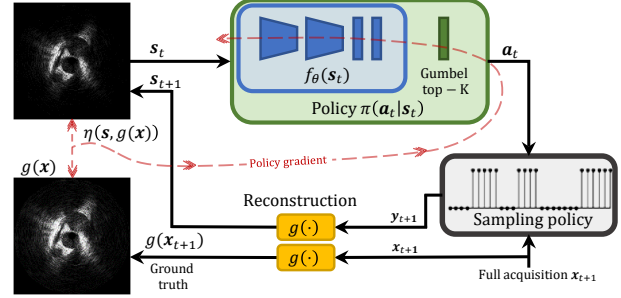 s_t
s_{t+1}
f_θ(s_t)
Gumbel
top − K
Policy π(a_t|s_t)
a_t
η(s, g(x))
g(x)
Policy gradient
Reconstruction
g(·)
y_{t+1}
Sampling policy
g(x_{t+1})
g(·)
x_{t+1}
Ground
truth
Full acquisition x_{t+1}